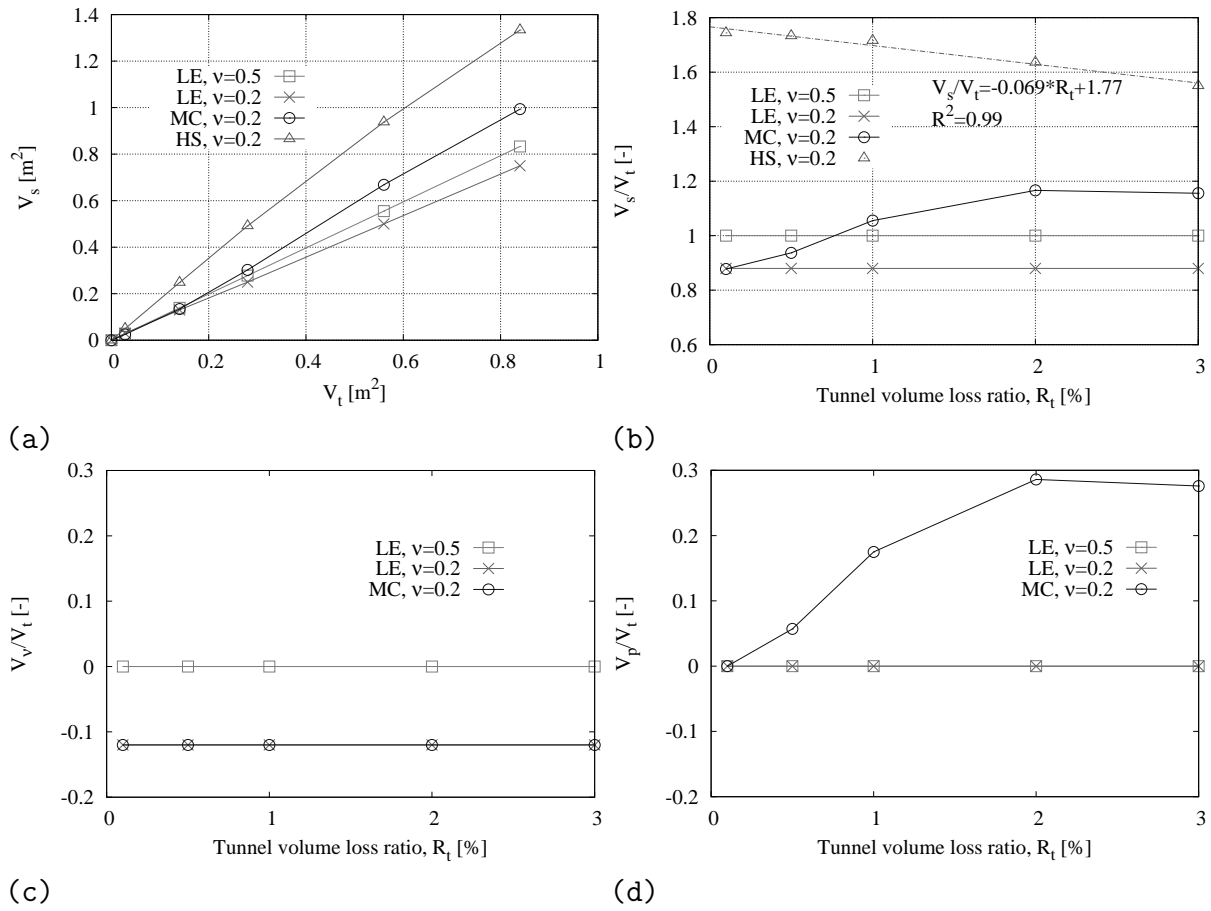 1.4
1.2
1
0.8
0.6
0.4
0.2
0
V_s [m^2]
LE, ν=0.5
LE, ν=0.2
MC, ν=0.2
HS, ν=0.2
0 0.2 0.4 0.6 0.8 1
V_t [m^2]
(a)
1.8
1.6
1.4
1.2
1
0.8
0.6
V_s/V_t [-]
V_s/V_t=-0.069*R_t+1.77
R^2=0.99
LE, ν=0.5
LE, ν=0.2
MC, ν=0.2
HS, ν=0.2
0 1 2 3
Tunnel volume loss ratio, R_t [%]
(b)
0.3
0.2
0.1
0
-0.1
-0.2
V_ν/V_t [-]
LE, ν=0.5
LE, ν=0.2
MC, ν=0.2
0 1 2 3
Tunnel volume loss ratio, R_t [%]
(c)
0.3
0.2
0.1
0
-0.1
-0.2
V_p/V_t [-]
LE, ν=0.5
LE, ν=0.2
MC, ν=0.2
0 1 2 3
Tunnel volume loss ratio, R_t [%]
(d)